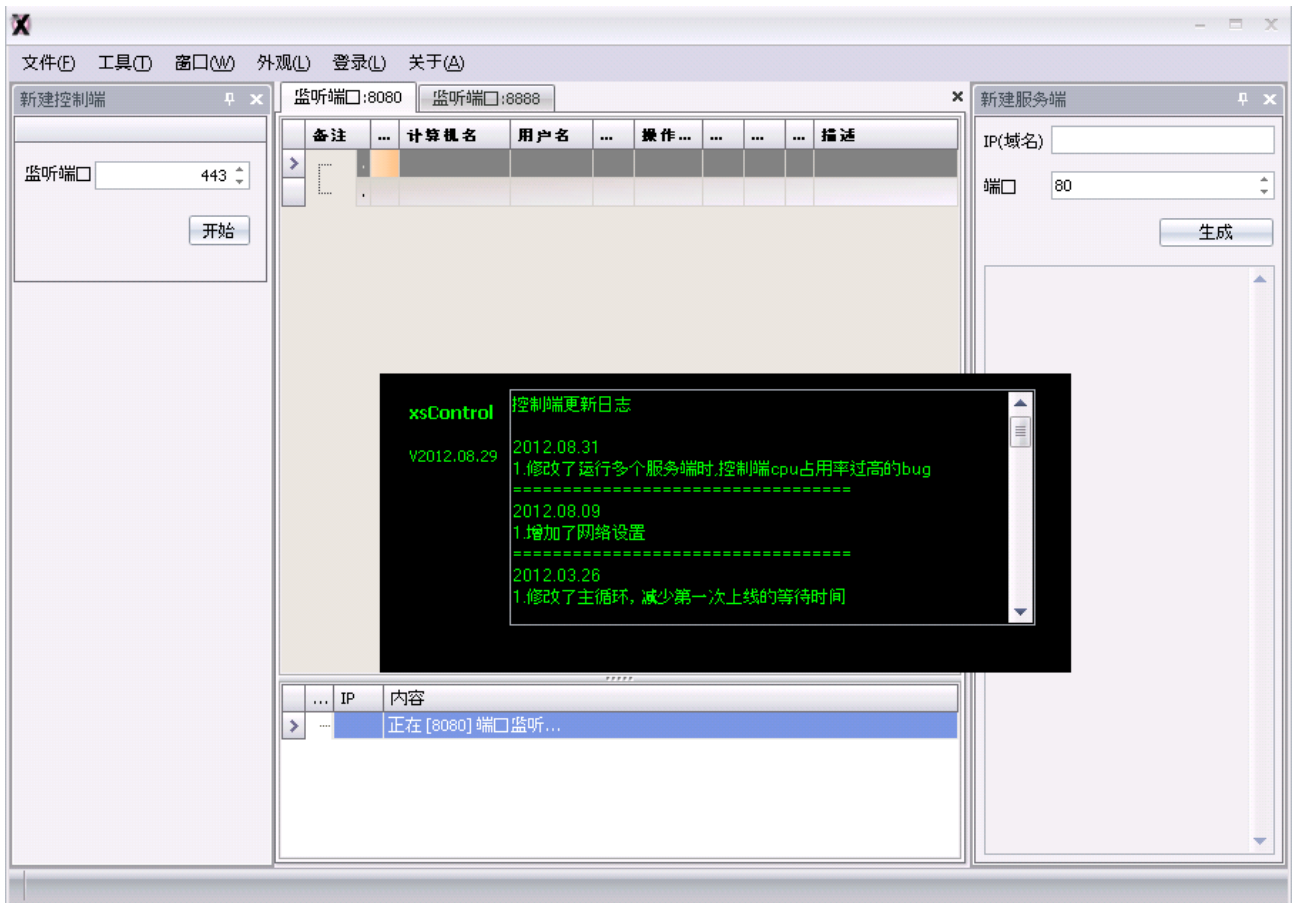 X
文件(F) 工具(T) 窗口(W) 外观(L) 登录(L) 关于(A)
新建控制端
监听端口 443
开始
监听端口:8080 监听端口:8888
备注 ... 计算机名 用户名 ... 操作... ... ... ... 描述
新建服务端
IP(域名)
端口 80
生成
xsControl
V2012.08.29
控制端更新日志
2012.08.31
1.修改了运行多个服务端时,控制端cpu占用率过高的bug
==================================
2012.08.09
1.增加了网络设置
==================================
2012.03.26
1.修改了主循环, 减少第一次上线的等待时间
... IP 内容
正在 [8080] 端口监听...